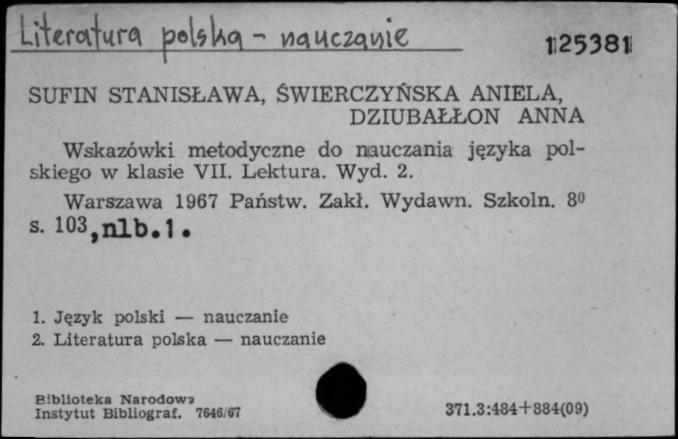 Literatura polska - nauczanie
125381
SUFIN STANISŁAWA, ŚWIERCZYŃSKA ANIELA,
DZIUBAŁŁON ANNA
Wskazówki metodyczne do nauczania języka pol-
skiego w klasie VII. Lektura. Wyd. 2.
Warszawa 1967 Państw. Zakł. Wydawn. Szkoln. 8⁰
s. 103, nlb. 1.
1. Język polski — nauczanie
2. Literatura polska — nauczanie
Biblioteka Narodowa
Instytut Bibliograf. 7646/67
371.3:484+884(09)